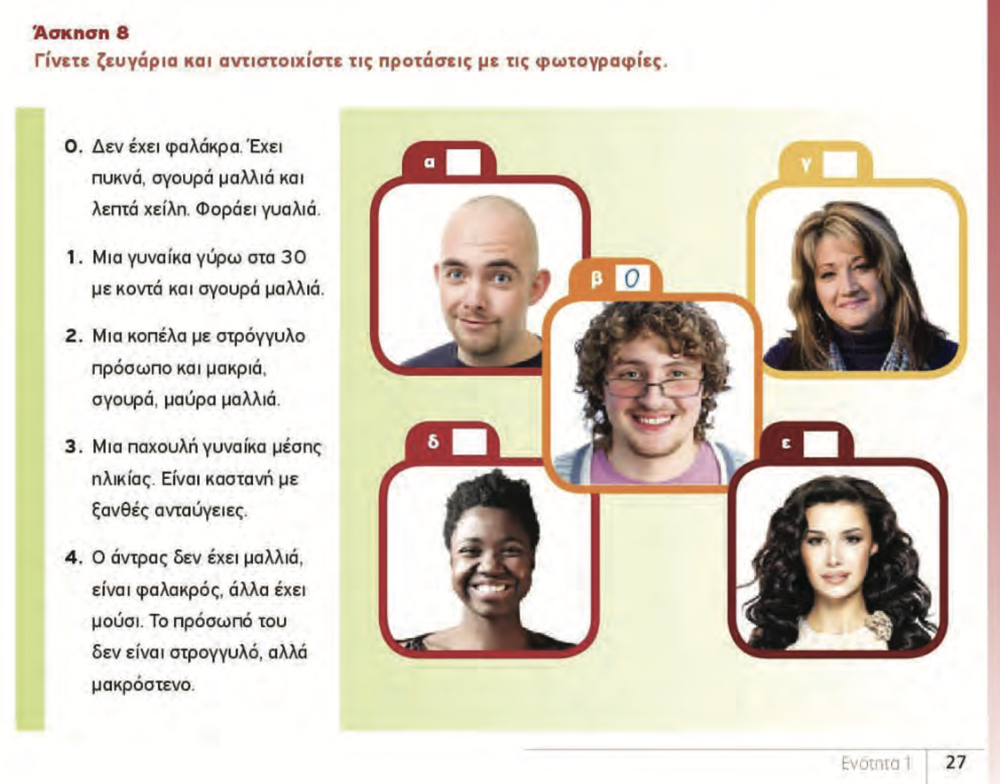 Άσκηση 8
Γίνετε ζευγάρια και αντιστοιχίστε τις προτάσεις με τις φωτογραφίες.
0. Δεν έχει φαλάκρα. Έχει
πυκνά, σγουρά μαλλιά και
λεπτά χείλη. Φοράει γυαλιά.
1. Μια γυναίκα γύρω στα 30
με κοντά και σγουρά μαλλιά.
2. Μια κοπέλα με στρόγγυλο
πρόσωπο και μακριά,
σγουρά, μαύρα μαλλιά.
3. Μια παχουλή γυναίκα μέσης
ηλικίας. Είναι καστανή με
ξανθές ανταύγειες.
4. Ο άντρας δεν έχει μαλλιά,
είναι φαλακρός, άλλα έχει
μούσι. Το πρόσωπό του
δεν είναι στρογγυλό, αλλά
μακρόστενο.
α
γ
β 0
δ
ε
Ενότητα 1 27